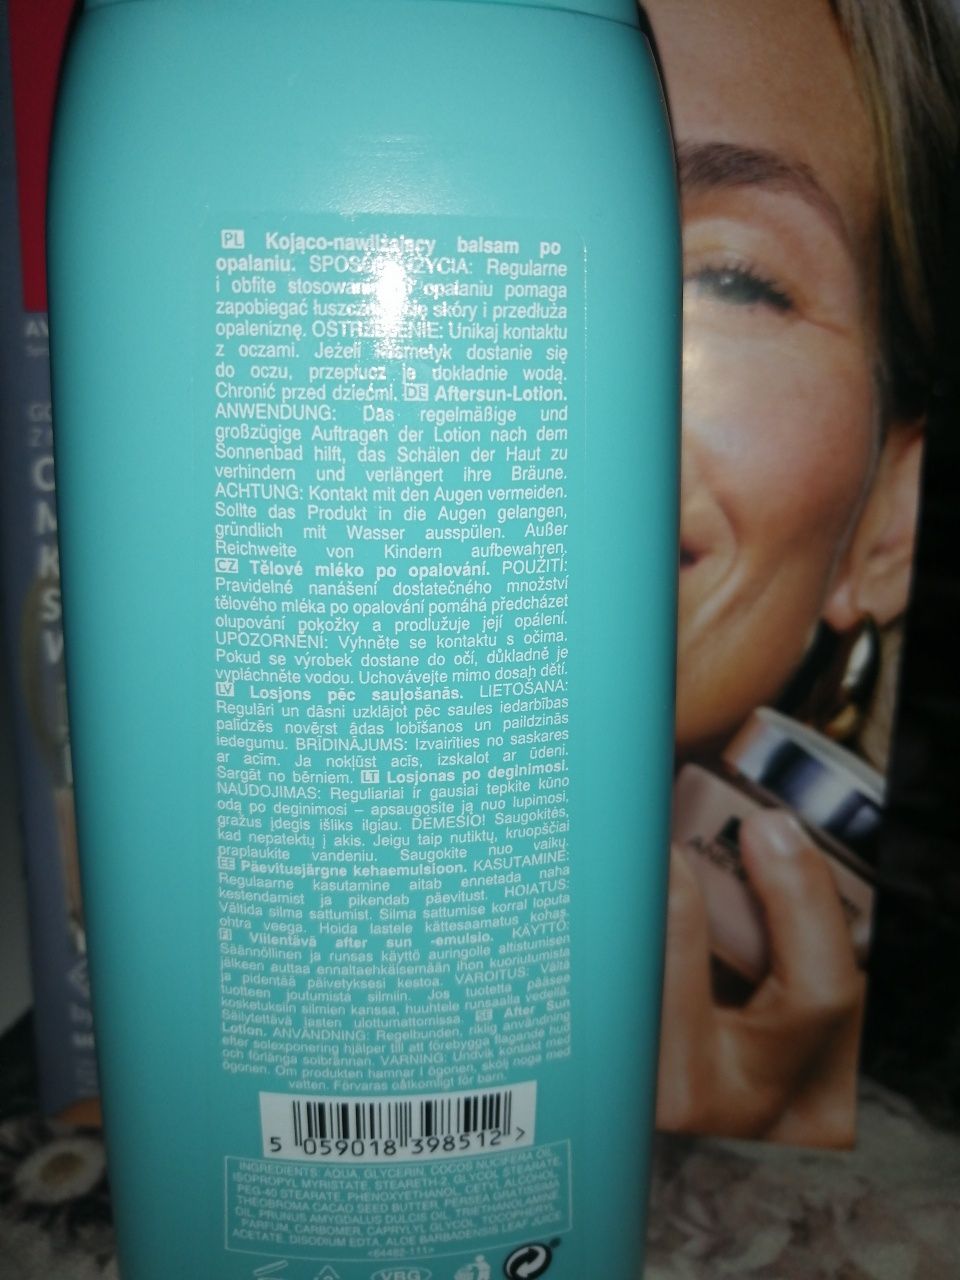 PL Kojąco-nawilżający balsam po
opalaniu. SPOSÓB UŻYCIA: Regularne
i obfite stosowanie po opalaniu pomaga
zapobiegać łuszczeniu się skóry i przedłuża
opaleniznę. OSTRZEŻENIE: Unikaj kontaktu
z oczami. Jeżeli kosmetyk dostanie się
do oczu, przepłucz je dokładnie wodą.
Chronić przed dziećmi. DE Aftersun-Lotion.
ANWENDUNG: Das regelmäßige und
großzügige Auftragen der Lotion nach dem
Sonnenbad hilft, das Schälen der Haut zu
verhindern und verlängert ihre Bräune.
ACHTUNG: Kontakt mit den Augen vermeiden.
Sollte das Produkt in die Augen gelangen,
gründlich mit Wasser ausspülen. Außer
Reichweite von Kindern aufbewahren.
CZ Tělové mléko po opalování. POUŽITÍ:
Pravidelné nanášení dostatečného množství
tělového mléka po opalování pomáhá předcházet
olupování pokožky a prodlužuje její opálení.
UPOZORNĚNÍ: Vyhněte se kontaktu s očima.
Pokud se výrobek dostane do očí, důkladně je
vypláchněte vodou. Uchovávejte mimo dosah dětí.
LV Losjons pēc sauļošanās. LIETOŠANA:
Regulāri un dāsni uzklājot pēc saules iedarbības
palīdzēs novērst ādas lobīšanos un paildzinās
iedegumu. BRĪDINĀJUMS: Izvairīties no saskares
ar acīm. Ja nokļūst acīs, izskalot ar ūdeni.
Sargāt no bērniem. LT Losjonas po deginimosi.
NAUDOJIMAS: Reguliariai ir gausiai tepkite kūno
odą po deginimosi – apsaugosite ją nuo lupimosi,
gražus įdegis išliks ilgiau. DĖMESIO! Saugokitės,
kad nepatektų į akis. Jeigu taip nutiktų, kruopščiai
praplaukite vandeniu. Saugokite nuo vaikų.
EE Päevitusjärgne kehaemulsioon. KASUTAMINE:
Regulaarne kasutamine aitab ennetada naha
kestendamist ja pikendab päevitust. HOIATUS:
Vältida silma sattumist. Silma sattumise korral loputa
ohtra veega. Hoida lastele kättesaamatus kohas.
FI Viilentävä after sun -emulsio. KÄYTTÖ:
Säännöllinen ja runsas käyttö auringolle altistumisen
jälkeen auttaa ennaltaehkäisemään ihon kuoriutumista
ja pidentää päivetyksesi kestoa. VAROITUS: Vältä
tuotteen joutumista silmiin. Jos tuotetta pääsee
kosketuksiin silmien kanssa, huuhtele runsaalla vedellä.
Säilytettävä lasten ulottumattomissa. SE After Sun
Lotion. ANVÄNDNING: Regelbunden, riklig användning
efter solexponering hjälper till att förebygga flagande hud
och förlänga solbrännan. VARNING: Undvik kontakt med
ögonen. Om produkten hamnar i ögonen, skölj noga med
vatten. Förvaras oåtkomligt för barn.
5 059018 398512 >
INGREDIENTS: AQUA, GLYCERIN, COCOS NUCIFERA OIL,
ISOPROPYL MYRISTATE, STEARETH-2, GLYCOL STEARATE,
PEG-40 STEARATE, PHENOXYETHANOL, CETYL ALCOHOL,
THEOBROMA CACAO SEED BUTTER, PERSEA GRATISSIMA
OIL, PRUNUS AMYGDALUS DULCIS OIL, TRIETHANOLAMINE,
PARFUM, CARBOMER, CAPRYLYL GLYCOL, TOCOPHERYL
ACETATE, DISODIUM EDTA, ALOE BARBADENSIS LEAF JUICE
<64482-111>
VBG